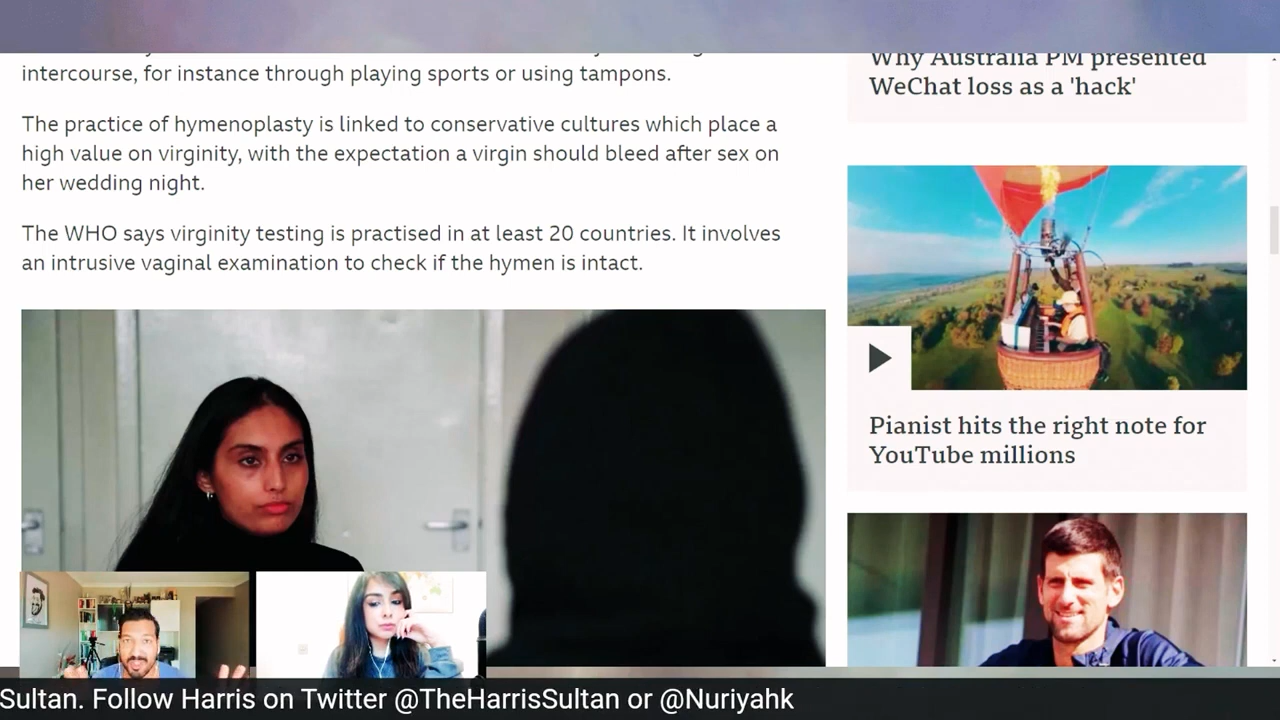 intercourse, for instance through playing sports or using tampons.
The practice of hymenoplasty is linked to conservative cultures which place a
high value on virginity, with the expectation a virgin should bleed after sex on
her wedding night.
The WHO says virginity testing is practised in at least 20 countries. It involves
an intrusive vaginal examination to check if the hymen is intact.
Why Australia PM presented
WeChat loss as a 'hack'
Pianist hits the right note for
YouTube millions
Sultan. Follow Harris on Twitter @TheHarrisSultan or @Nuriyahk